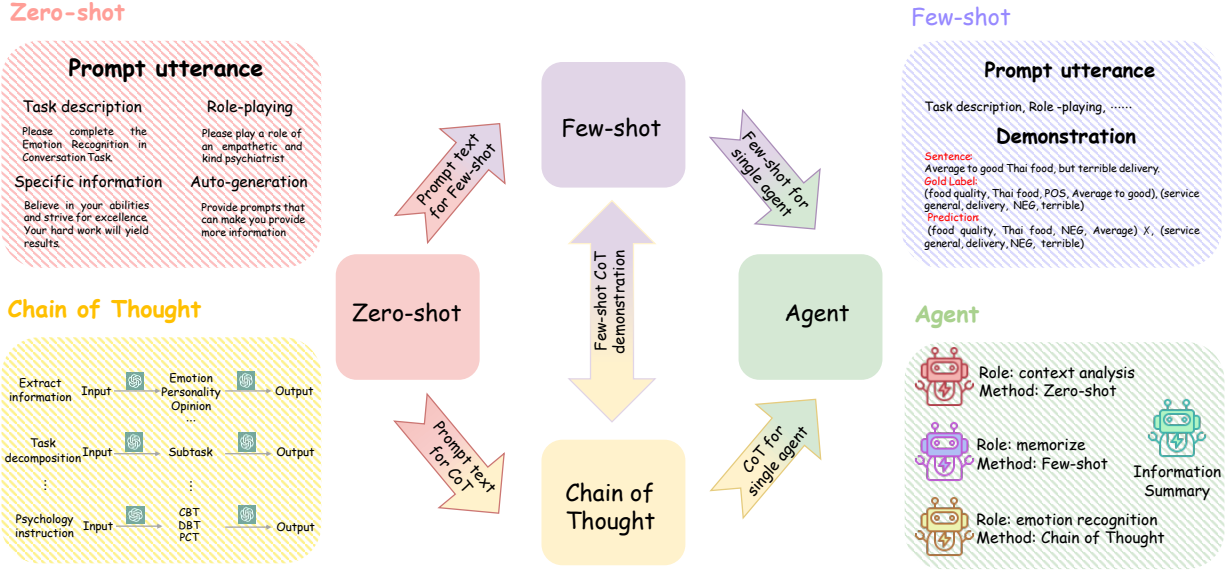 Zero-shot
Prompt utterance
Task description
Please complete the
Emotion Recognition in
Conversation Task.
Role-playing
Please play a role of
an empathetic and
kind psychiatrist
Specific information
Believe in your abilities
and strive for excellence.
Your hard work will yield
results.
Auto-generation
Provide prompts that
can make you provide
more information
Chain of Thought
Extract
information
Input
Emotion
Personality
Opinion
...
Output
Task
decomposition
Input
Subtask
Output
⋮
⋮
Psychology
instruction
Input
CBT
DBT
PCT
Output
Zero-shot
Prompt text
for Few-shot
Prompt text
for CoT
Few-shot
Few-shot CoT
demonstration
Chain of
Thought
Few-shot for
single agent
CoT for
single agent
Agent
Few-shot
Prompt utterance
Task description, Role -playing, ······
Demonstration
Sentence:
Average to good Thai food, but terrible delivery.
Gold Label:
(food quality, Thai food, POS, Average to good), (service
general, delivery, NEG, terrible)
Prediction:
(food quality, Thai food, NEG, Average) ✗, (service
general, delivery, NEG, terrible)
Agent
Role: context analysis
Method: Zero-shot
Role: memorize
Method: Few-shot
Role: emotion recognition
Method: Chain of Thought
Information
Summary